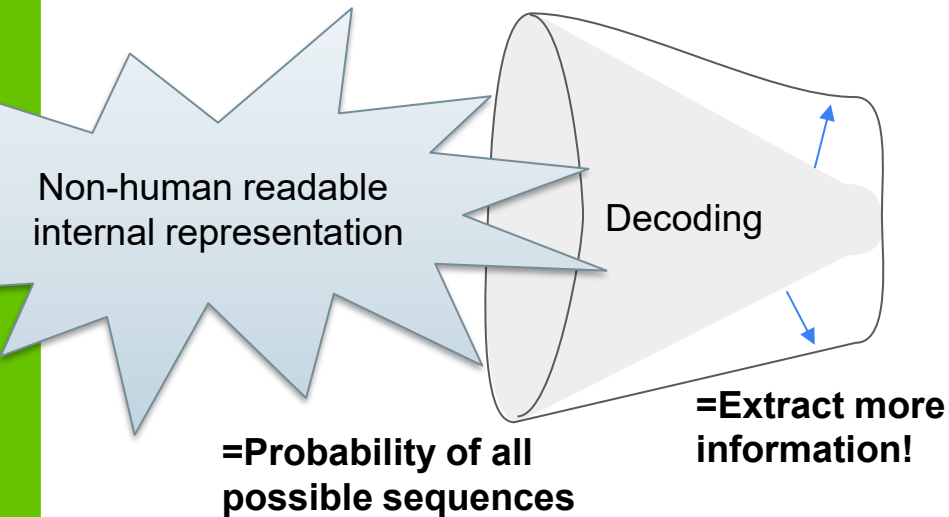 Non-human readable
internal representation
Decoding
=Extract more
information!
=Probability of all
possible sequences